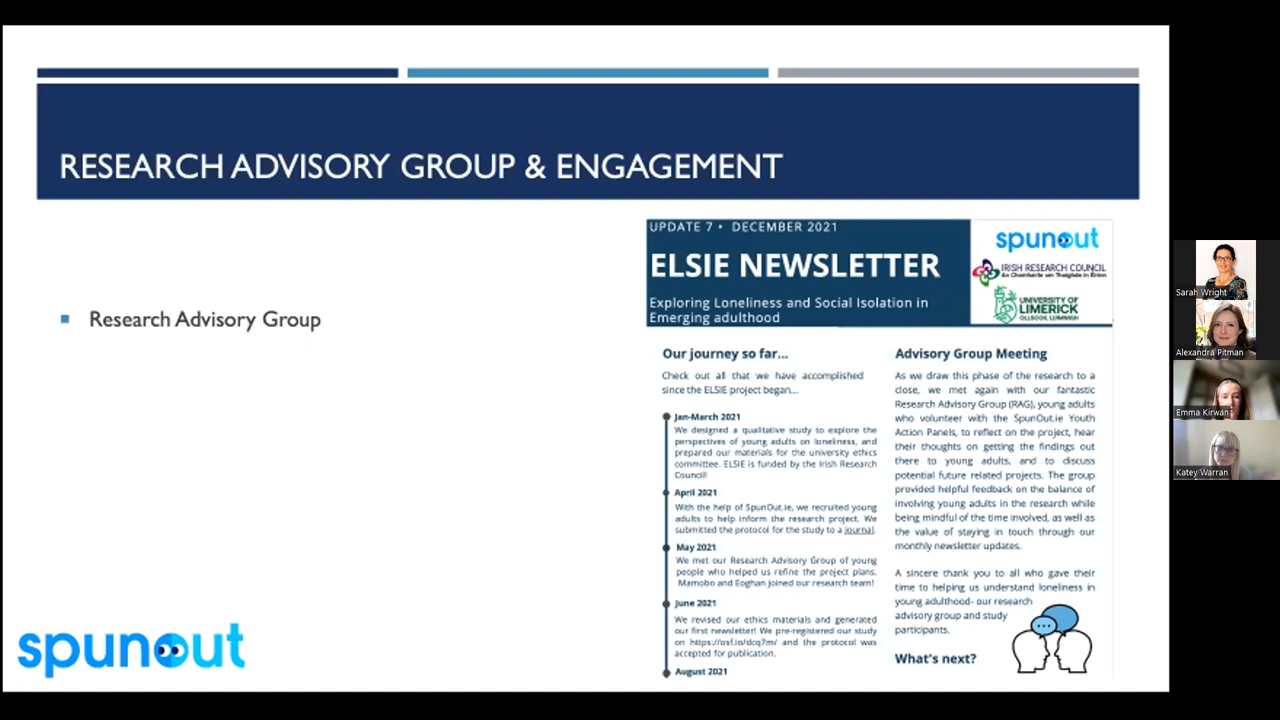 RESEARCH ADVISORY GROUP & ENGAGEMENT
Research Advisory Group
spunout
UPDATE 7 • DECEMBER 2021
ELSIE NEWSLETTER
Exploring Loneliness and Social Isolation in
Emerging adulthood
spunout
IRISH RESEARCH COUNCIL
An Chomhairle um Thaighde in Éirinn
UNIVERSITY OF
LIMERICK
OLLSCOIL LUIMNIGH
Our journey so far...
Check out all that we have accomplished
since the ELSIE project began...
Jan-March 2021
We designed a qualitative study to explore the
perspectives of young adults on loneliness, and
prepared our materials for the university ethics
committee. ELSIE is funded by the Irish Research
Council!
April 2021
With the help of SpunOut.ie, we recruited young
adults to help inform the research project. We
submitted the protocol for the study to a journal.
May 2021
We met our Research Advisory Group of young
people who helped us refine the project plans.
Mamobo and Eoghan joined our research team!
June 2021
We revised our ethics materials and generated
our first newsletter! We pre-registered our study
on https://osf.io/dcq7m/ and the protocol was
accepted for publication.
August 2021
Advisory Group Meeting
As we draw this phase of the research to a
close, we met again with our fantastic
Research Advisory Group (RAG), young adults
who volunteer with the SpunOut.ie Youth
Action Panels, to reflect on the project, hear
their thoughts on getting the findings out
there to young adults, and to discuss
potential future related projects. The group
provided helpful feedback on the balance of
involving young adults in the research while
being mindful of the time involved, as well as
the value of staying in touch through our
monthly newsletter updates.
A sincere thank you to all who gave their
time to helping us understand loneliness in
young adulthood- our research
advisory group and study
participants.
What's next?
Sarah Wright
Alexandra Pitman
Emma Kirwan
Katey Warran